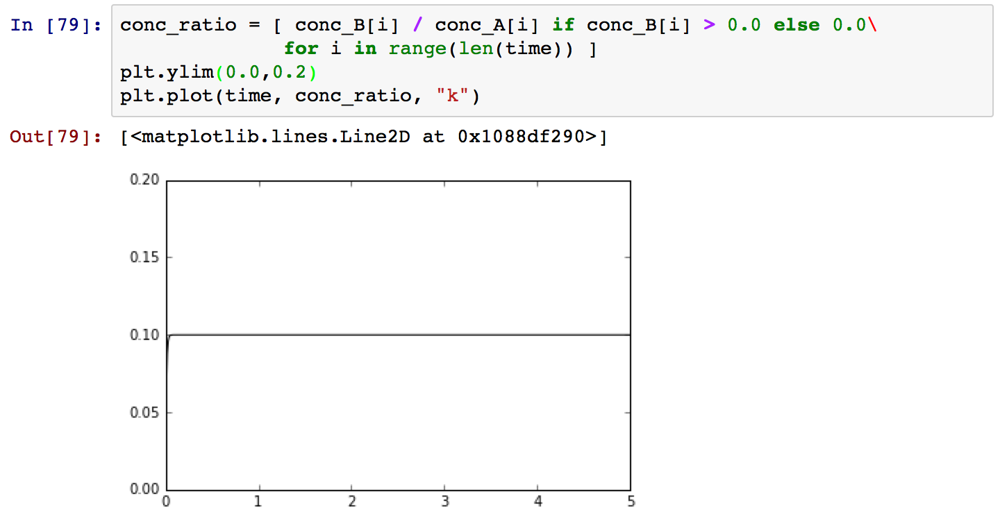 In [79]: conc_ratio = [ conc_B[i] / conc_A[i] if conc_B[i] > 0.0 else 0.0\
for i in range(len(time)) ]
plt.ylim(0.0,0.2)
plt.plot(time, conc_ratio, "k")
Out[79]: [<matplotlib.lines.Line2D at 0x1088df290>]
0.20
0.15
0.10
0.05
0.00
0 1 2 3 4 5